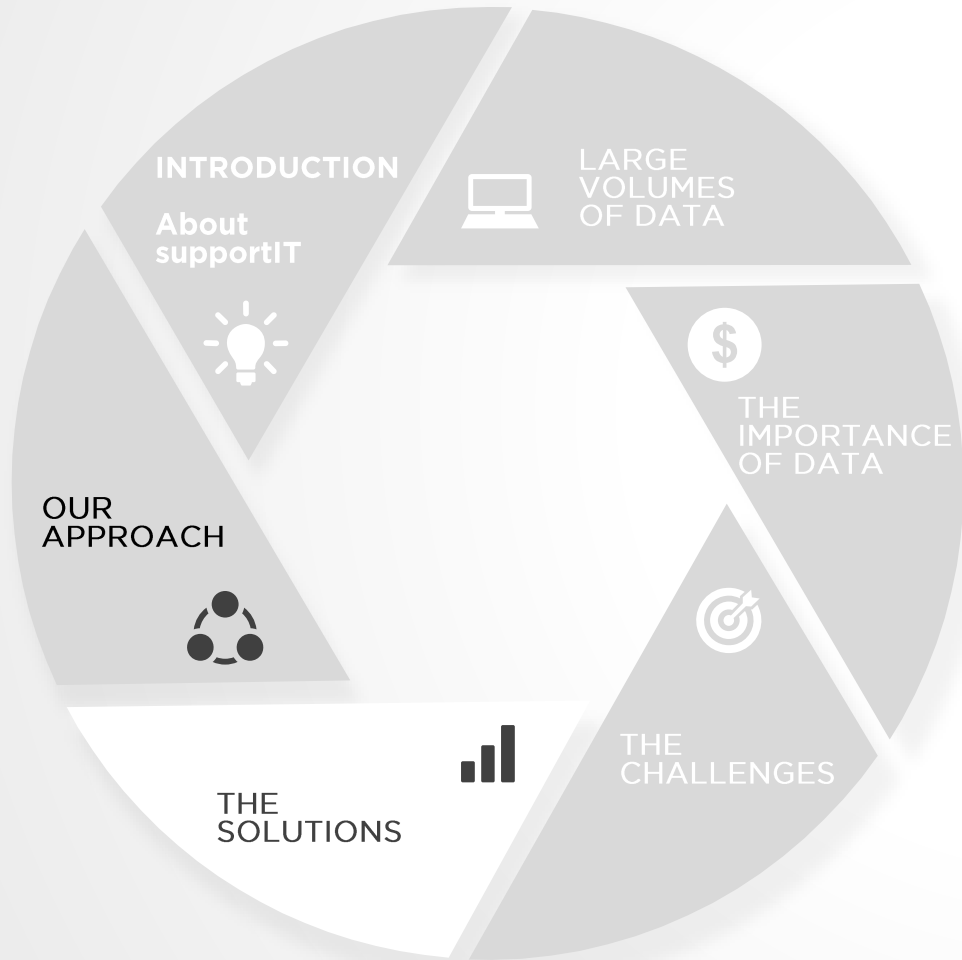 INTRODUCTION
About
supportIT
LARGE
VOLUMES
OF DATA
$
THE
IMPORTANCE
OF DATA
THE
CHALLENGES
THE
SOLUTIONS
OUR
APPROACH